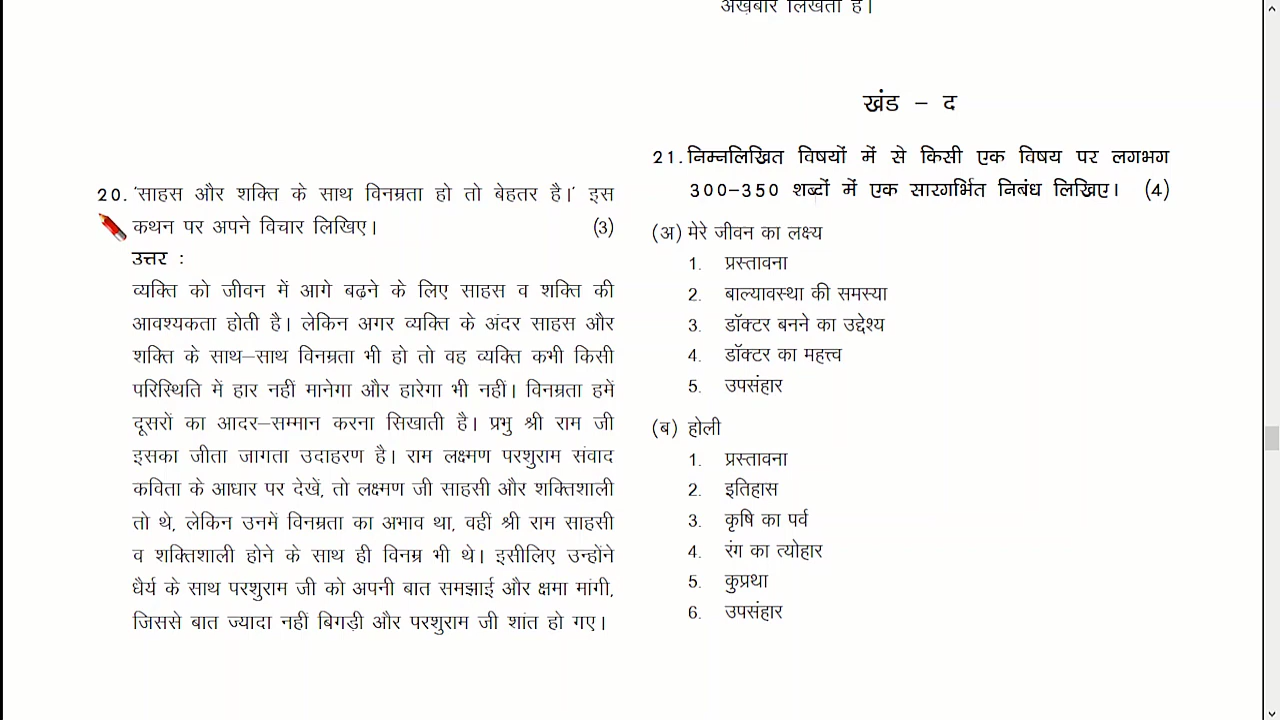 अख़बार लिखता है।
20. 'साहस और शक्ति के साथ विनम्रता हो तो बेहतर है।' इस
कथन पर अपने विचार लिखिए। (3)
उत्तर :
व्यक्ति को जीवन में आगे बढ़ने के लिए साहस व शक्ति की
आवश्यकता होती है। लेकिन अगर व्यक्ति के अंदर साहस और
शक्ति के साथ–साथ विनम्रता भी हो तो वह व्यक्ति कभी किसी
परिस्थिति में हार नहीं मानेगा और हारेगा भी नहीं। विनम्रता हमें
दूसरों का आदर–सम्मान करना सिखाती है। प्रभु श्री राम जी
इसका जीता जागता उदाहरण है। राम लक्ष्मण परशुराम संवाद
कविता के आधार पर देखें, तो लक्ष्मण जी साहसी और शक्तिशाली
तो थे, लेकिन उनमें विनम्रता का अभाव था, वहीं श्री राम साहसी
व शक्तिशाली होने के साथ ही विनम्र भी थे। इसीलिए उन्होंने
धैर्य के साथ परशुराम जी को अपनी बात समझाई और क्षमा मांगी,
जिससे बात ज्यादा नहीं बिगड़ी और परशुराम जी शांत हो गए।
खंड – द
21. निम्नलिखित विषयों में से किसी एक विषय पर लगभग
300–350 शब्दों में एक सारगर्भित निबंध लिखिए। (4)
(अ) मेरे जीवन का लक्ष्य
1. प्रस्तावना
2. बाल्यावस्था की समस्या
3. डॉक्टर बनने का उद्देश्य
4. डॉक्टर का महत्त्व
5. उपसंहार
(ब) होली
1. प्रस्तावना
2. इतिहास
3. कृषि का पर्व
4. रंग का त्योहार
5. कुप्रथा
6. उपसंहार